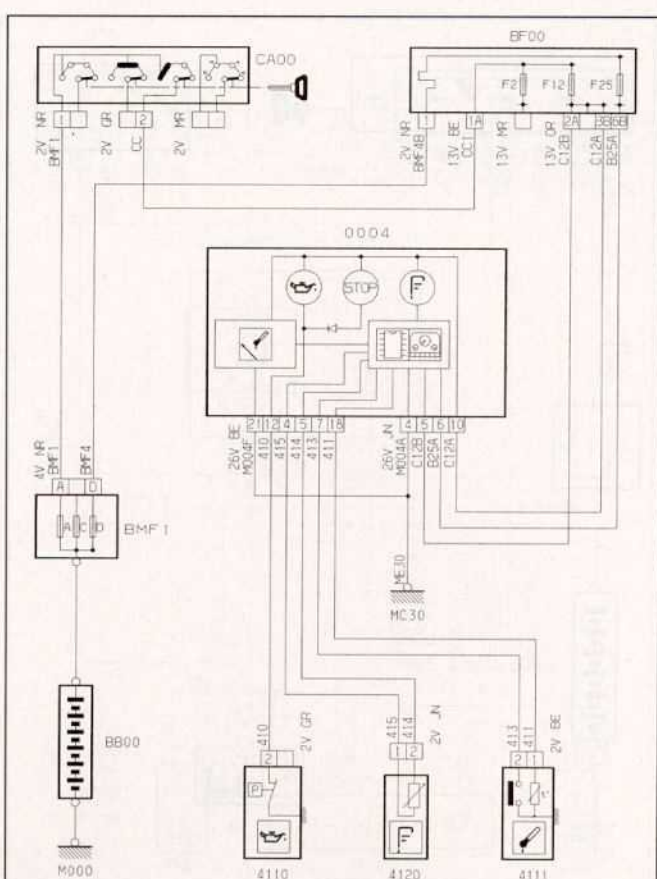 CA00
BF00
F2 F12 F25
1 2
1 1A 2A 3B 6B
2V NR
BMF1
2V GR
CC
2V MR
2V NR
BMF4B
13V BE
CC1
13V MR
13V OR
C12B
C12A
B25A
0004
STOP
21 12 4 5 7 18
4 5 6 10
26V BE
M004F
410
415
414
413
411
26V JN
M004A
C12B
B25A
C12A
4V NR
BMF1
BMF4
A D
A C D
BMF1
ME30
MC30
BB00
M000
410
2V GR
2
P
4110
415
414
2V JN
1 2
4120
413
411
2V BE
2 1
t°
4111